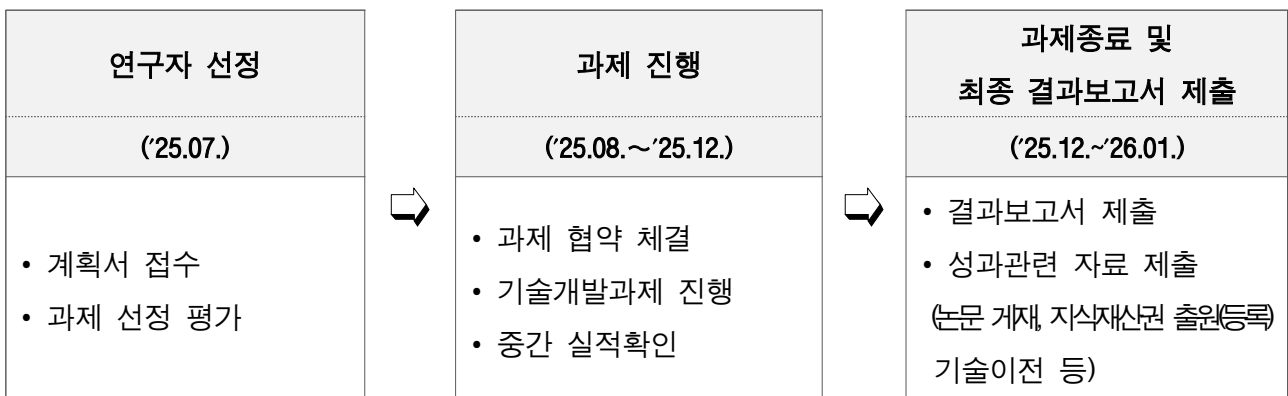 연구자 선정
('25.07.)
• 계획서 접수
• 과제 선정 평가
과제 진행
('25.08.~'25.12.)
• 과제 협약 체결
• 기술개발과제 진행
• 중간 실적확인
과제종료 및
최종 결과보고서 제출
('25.12.~'26.01.)
• 결과보고서 제출
• 성과관련 자료 제출
(논문 게재, 지식재산권 출원(등록)
기술이전 등)